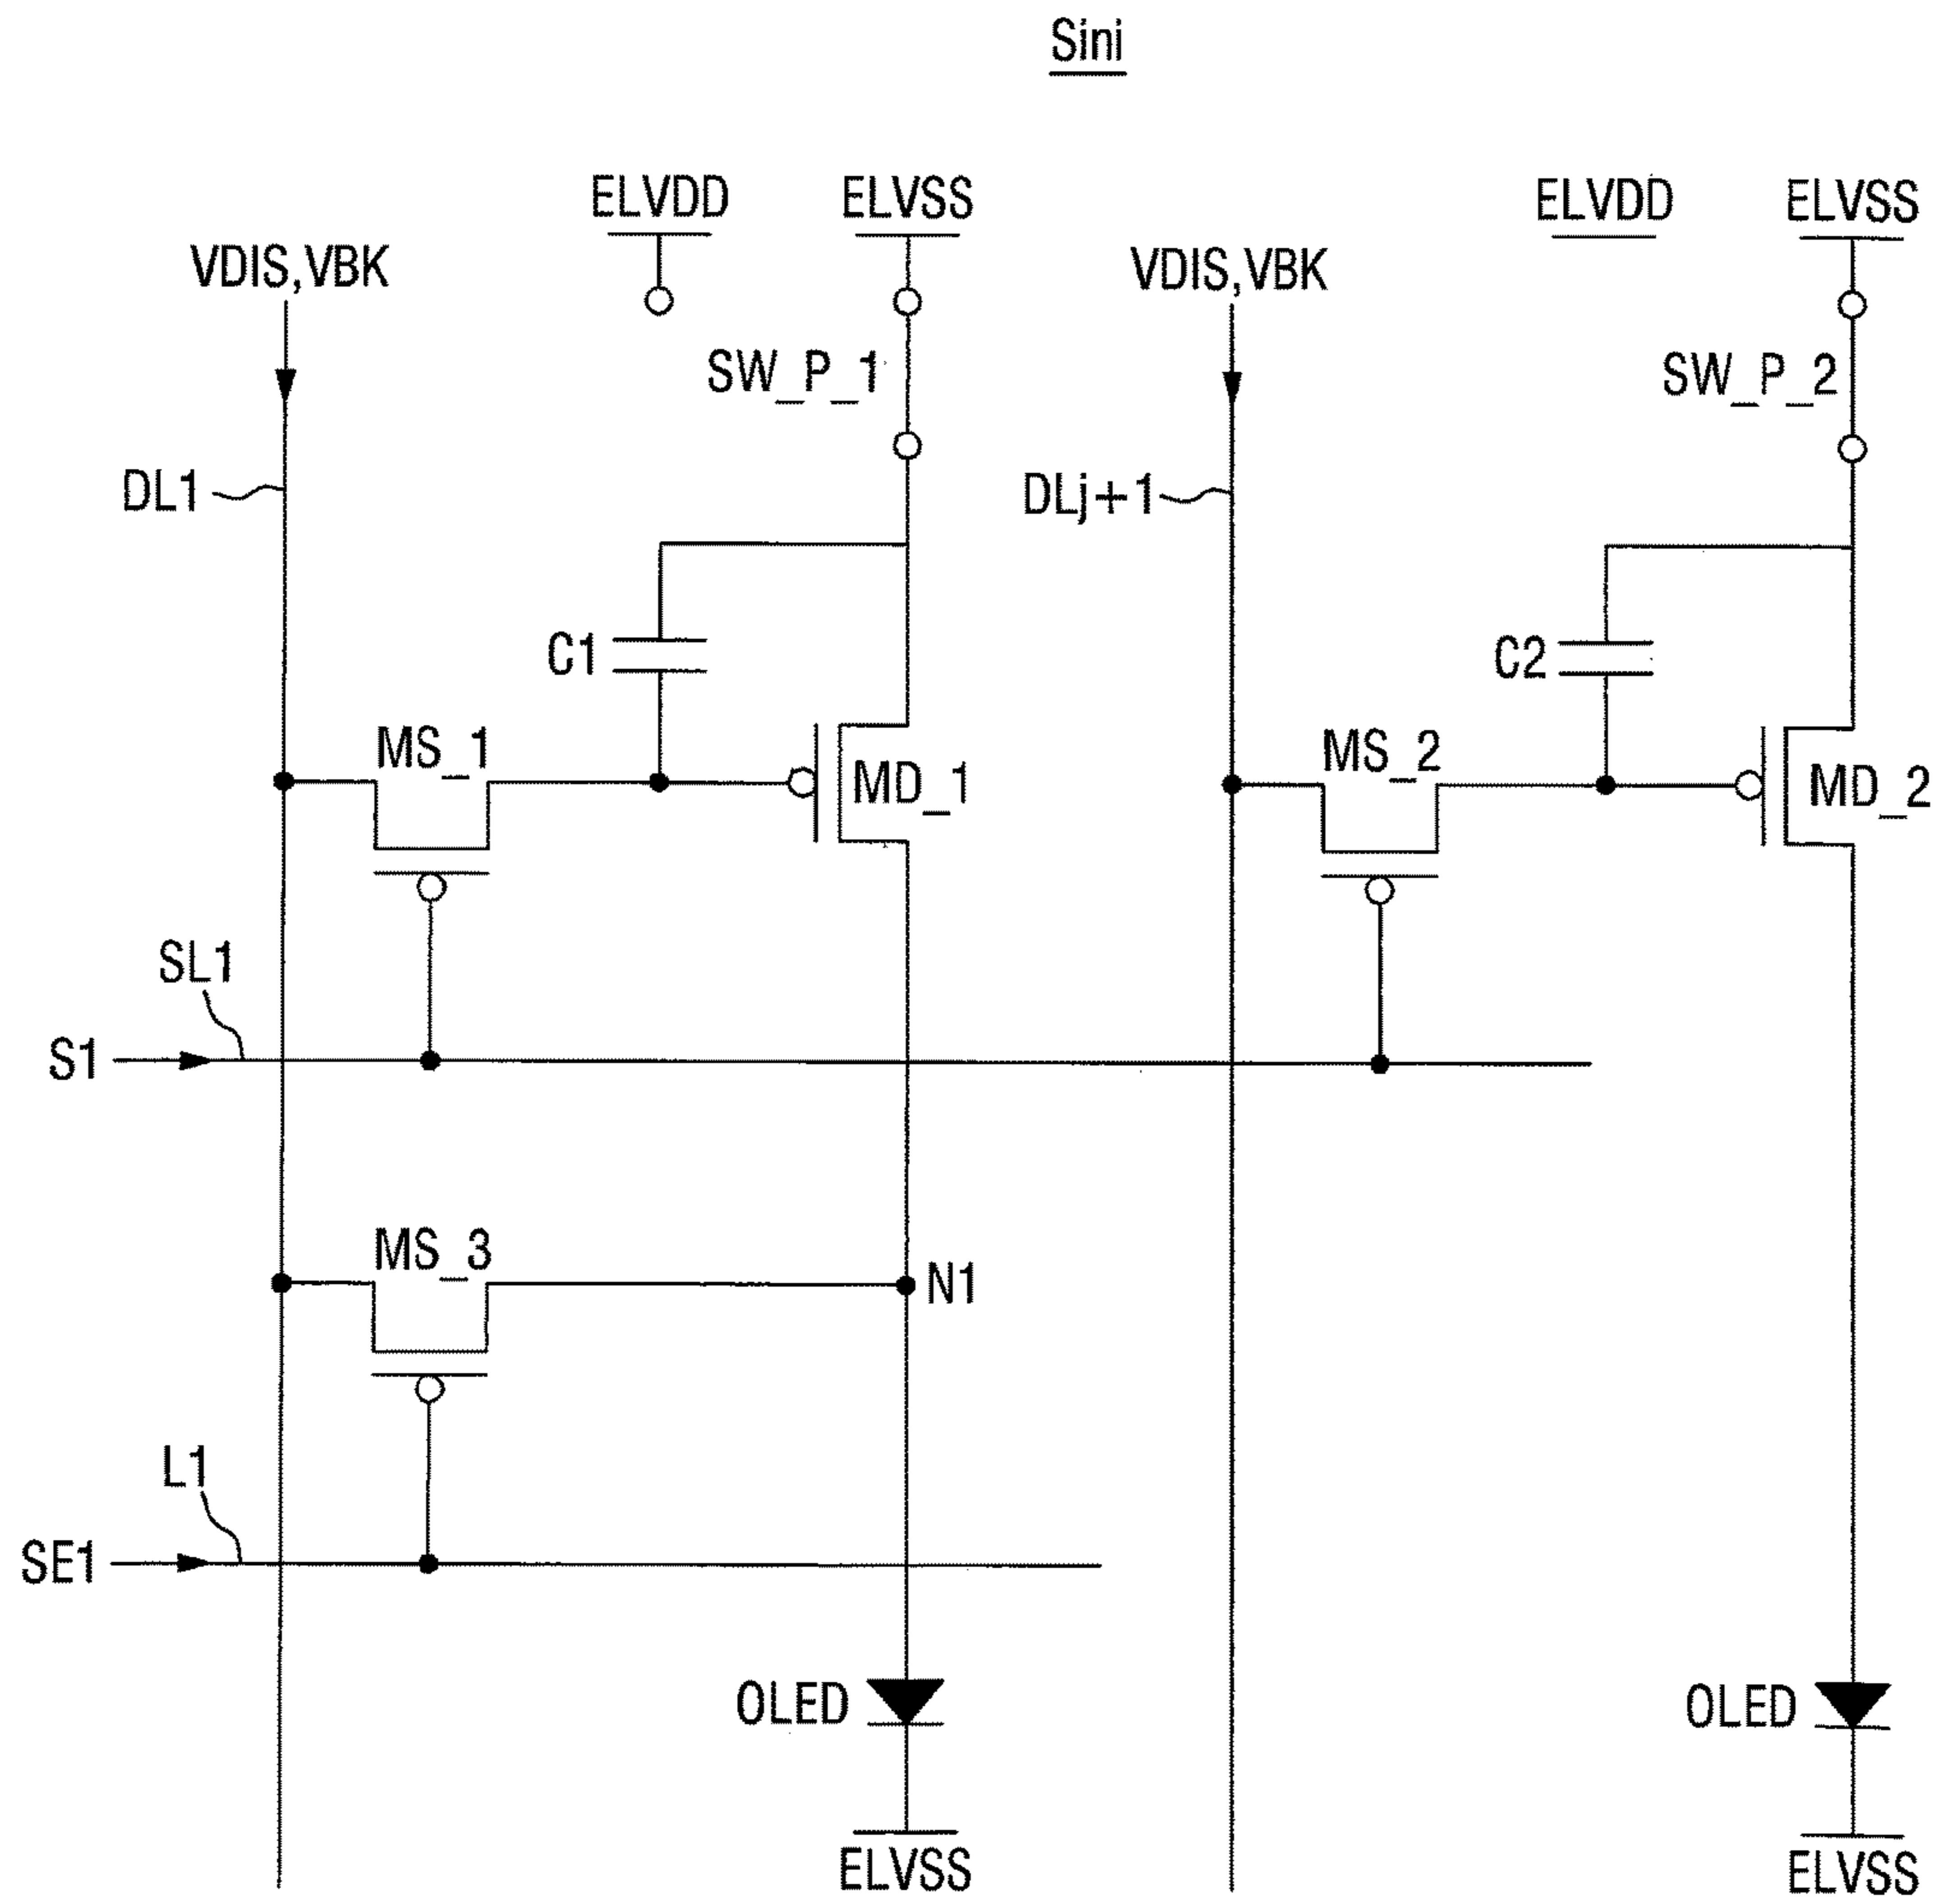 Sini
ELVDD
ELVSS
ELVDD
ELVSS
VDIS,VBK
VDIS,VBK
SW_P_1
SW_P_2
DL1
DLj+1
C1
C2
MS_1
MD_1
MS_2
MD_2
SL1
S1
MS_3
N1
L1
SE1
OLED
OLED
ELVSS
ELVSS